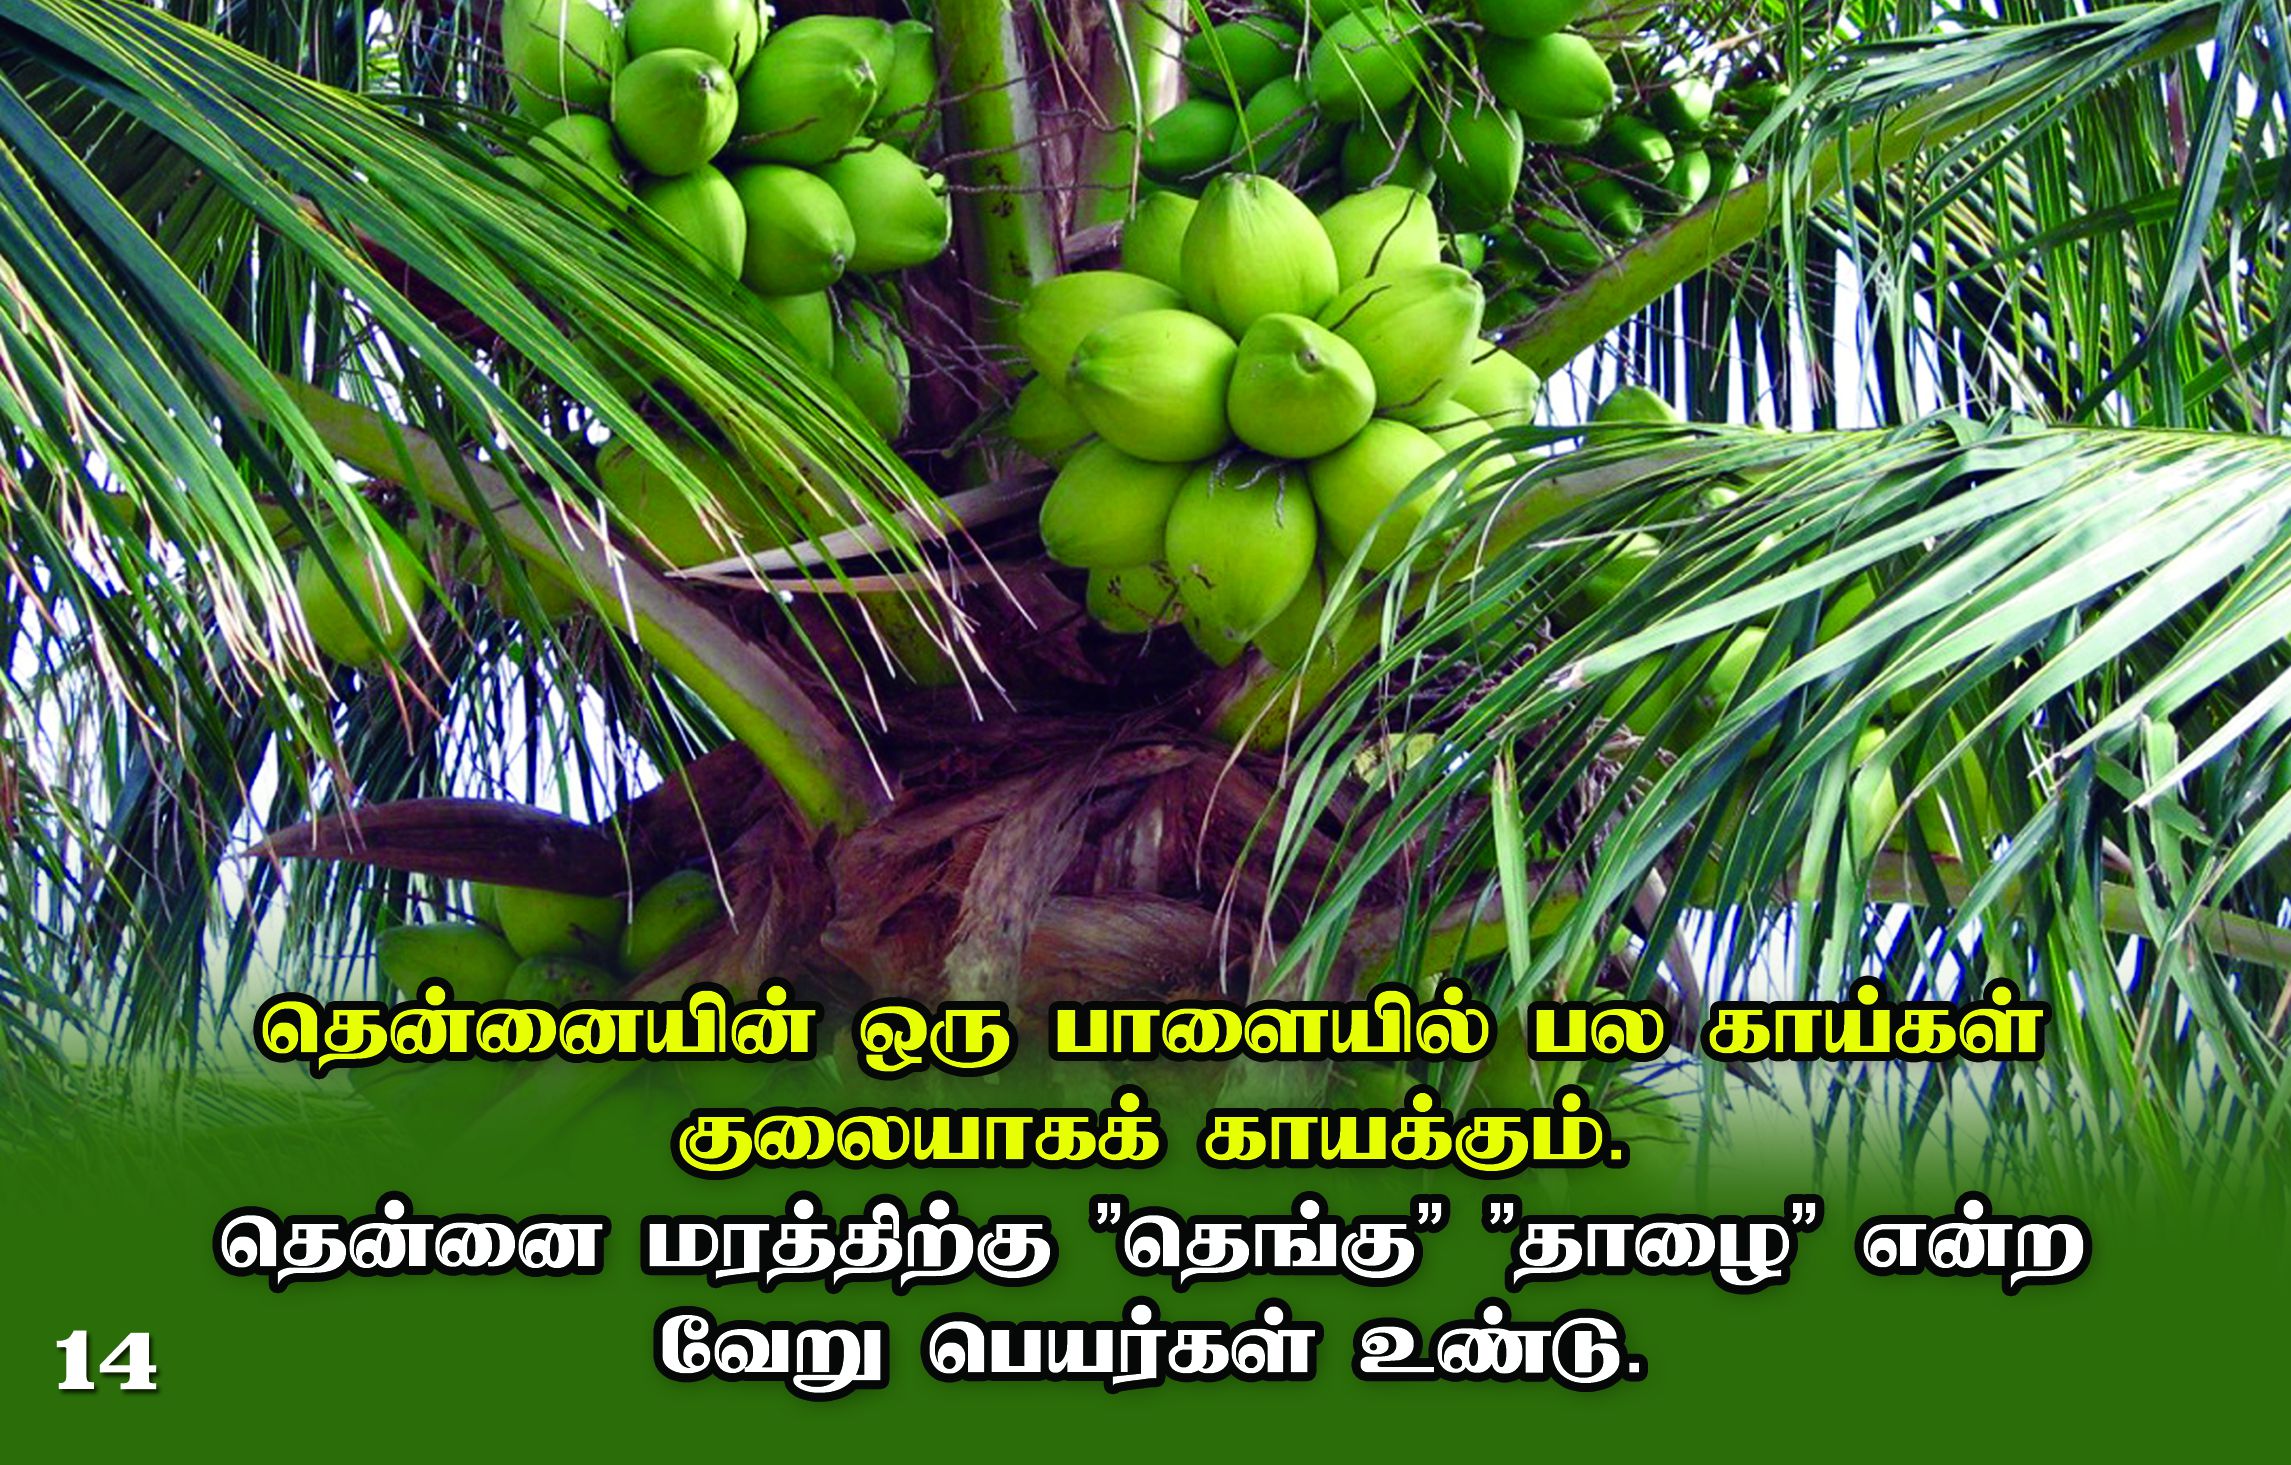 தென்னையின் ஒரு பாளையில் பல காய்கள்
குலையாகக் காயக்கும்.
தென்னை மரத்திற்கு ”தெங்கு” ”தாழை” என்ற
வேறு பெயர்கள் உண்டு.
14